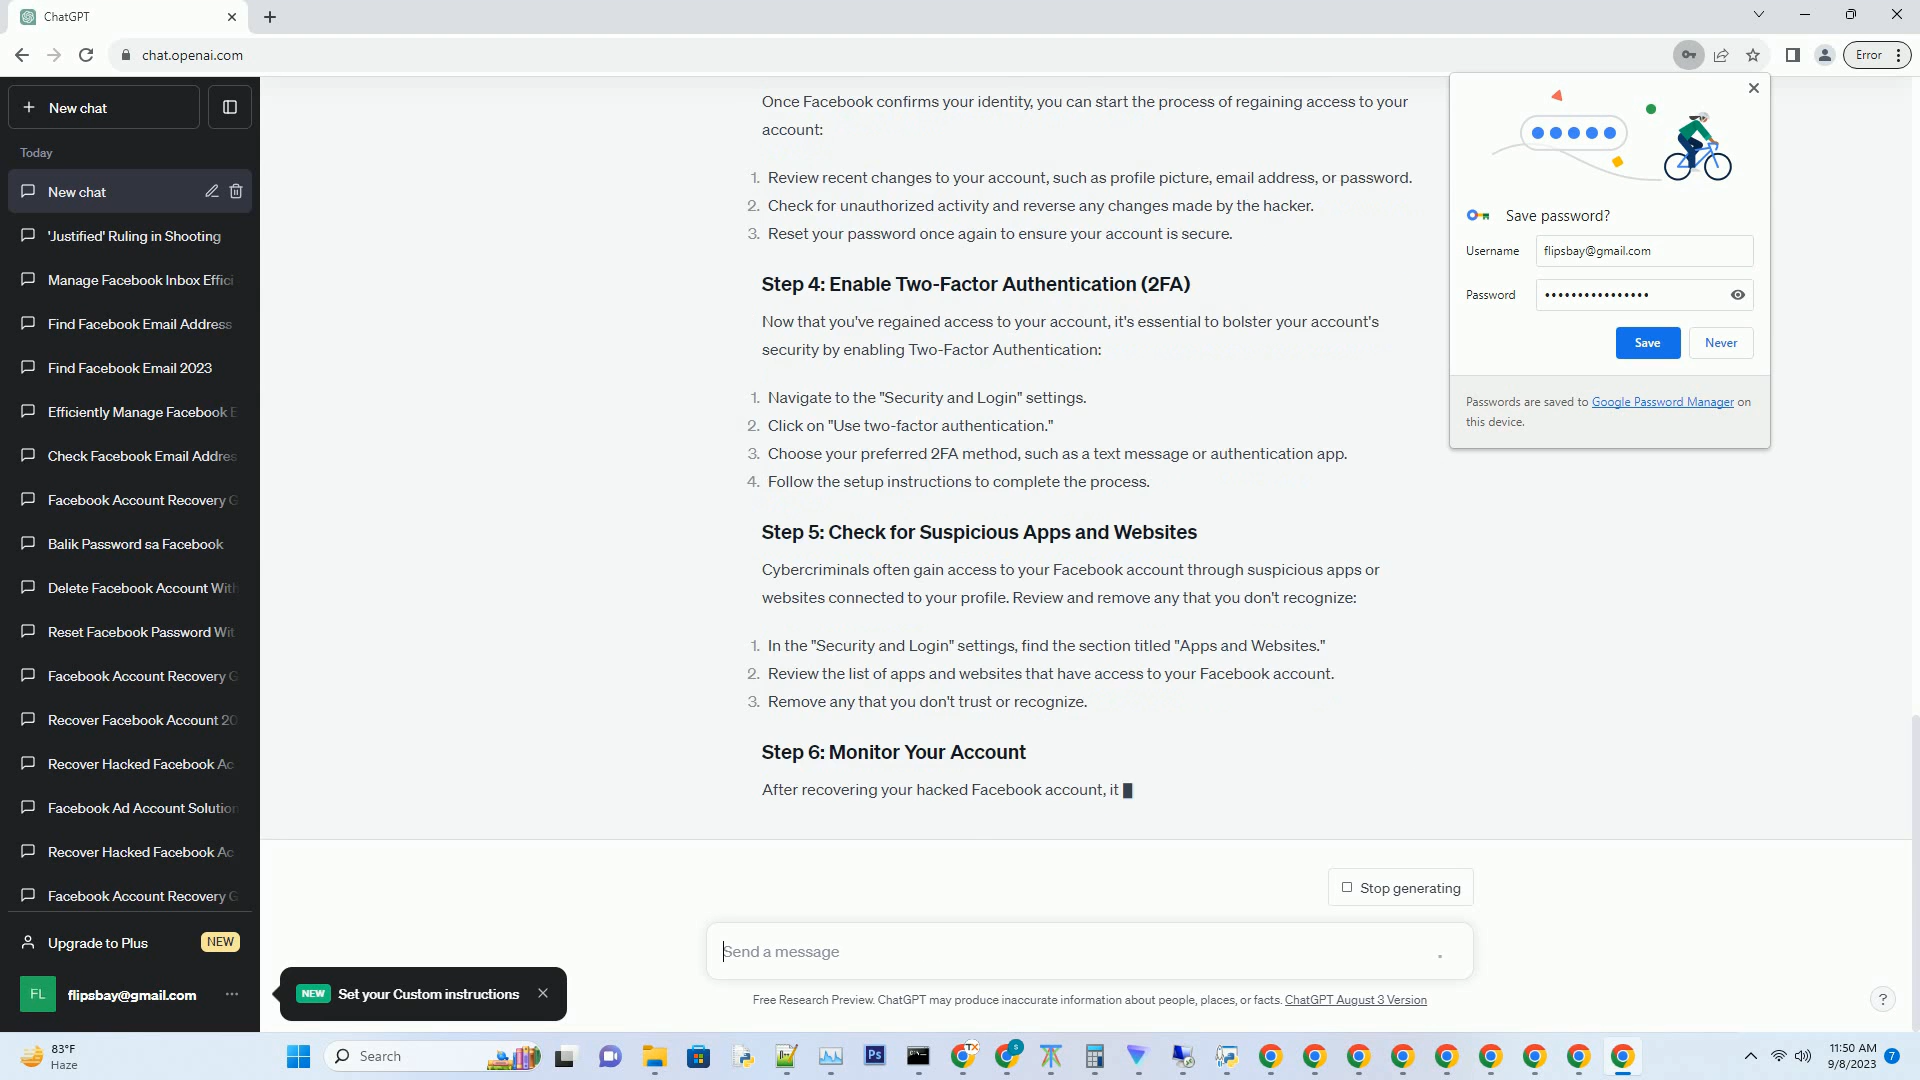 ChatGPT
chat.openai.com
Error
New chat
Today
New chat
'Justified' Ruling in Shooting
Manage Facebook Inbox Effici
Find Facebook Email Address
Find Facebook Email 2023
Efficiently Manage Facebook E
Check Facebook Email Addres
Facebook Account Recovery G
Balik Password sa Facebook
Delete Facebook Account With
Reset Facebook Password Wit
Facebook Account Recovery G
Recover Facebook Account 20
Recover Hacked Facebook Ac
Facebook Ad Account Solution
Recover Hacked Facebook Ac
Facebook Account Recovery G
Upgrade to Plus NEW
FL flipsbay@gmail.com
Once Facebook confirms your identity, you can start the process of regaining access to your
account:
1. Review recent changes to your account, such as profile picture, email address, or password.
2. Check for unauthorized activity and reverse any changes made by the hacker.
3. Reset your password once again to ensure your account is secure.
Step 4: Enable Two-Factor Authentication (2FA)
Now that you've regained access to your account, it's essential to bolster your account's
security by enabling Two-Factor Authentication:
1. Navigate to the "Security and Login" settings.
2. Click on "Use two-factor authentication."
3. Choose your preferred 2FA method, such as a text message or authentication app.
4. Follow the setup instructions to complete the process.
Step 5: Check for Suspicious Apps and Websites
Cybercriminals often gain access to your Facebook account through suspicious apps or
websites connected to your profile. Review and remove any that you don't recognize:
1. In the "Security and Login" settings, find the section titled "Apps and Websites."
2. Review the list of apps and websites that have access to your Facebook account.
3. Remove any that you don't trust or recognize.
Step 6: Monitor Your Account
After recovering your hacked Facebook account, it
Stop generating
Send a message
NEW Set your Custom instructions
Free Research Preview. ChatGPT may produce inaccurate information about people, places, or facts. ChatGPT August 3 Version
?
Save password?
Username flipsbay@gmail.com
Password ••••••••••••••••
Save Never
Passwords are saved to Google Password Manager on
this device.
83°F
Haze
Search
Ps
TX
S
11:50 AM
9/8/2023
7